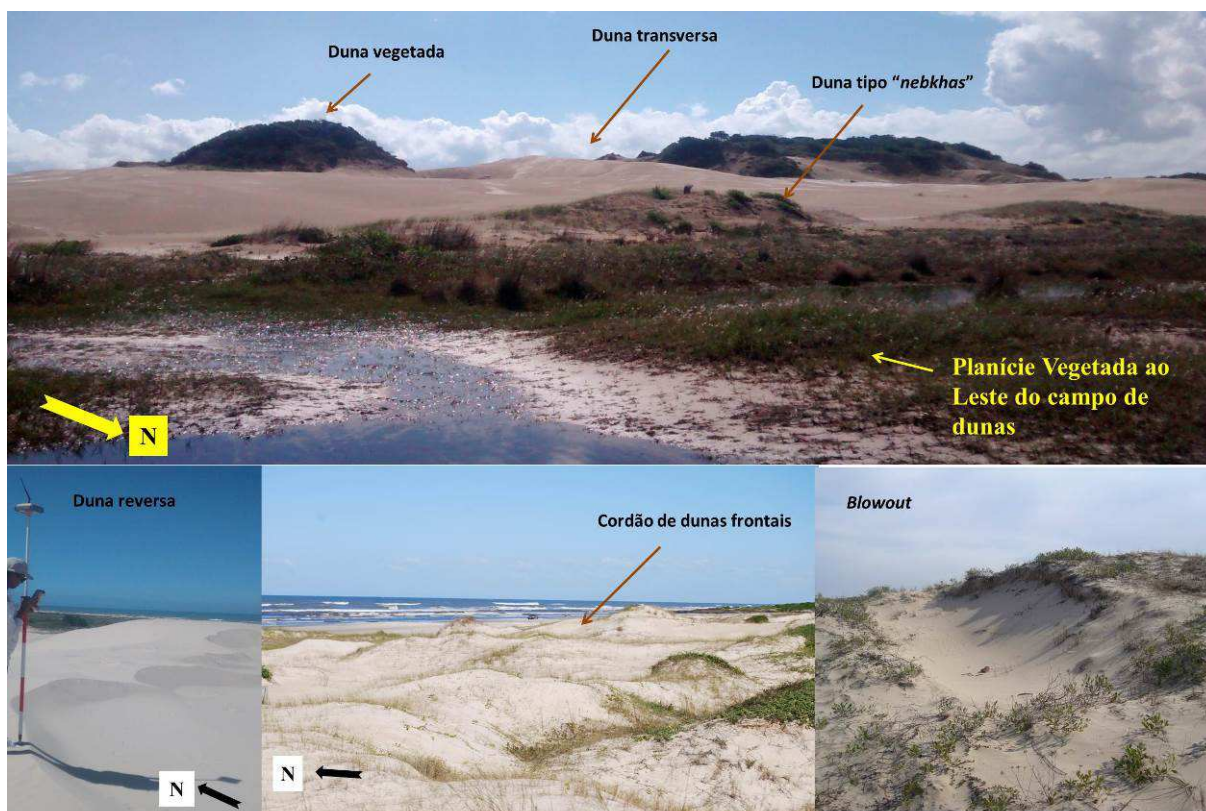 Duna vegetada
Duna transversa
Duna tipo “nebkhas”
Planície Vegetada ao
Leste do campo de
dunas
N
Duna reversa
N
Cordão de dunas frontais
N
Blowout